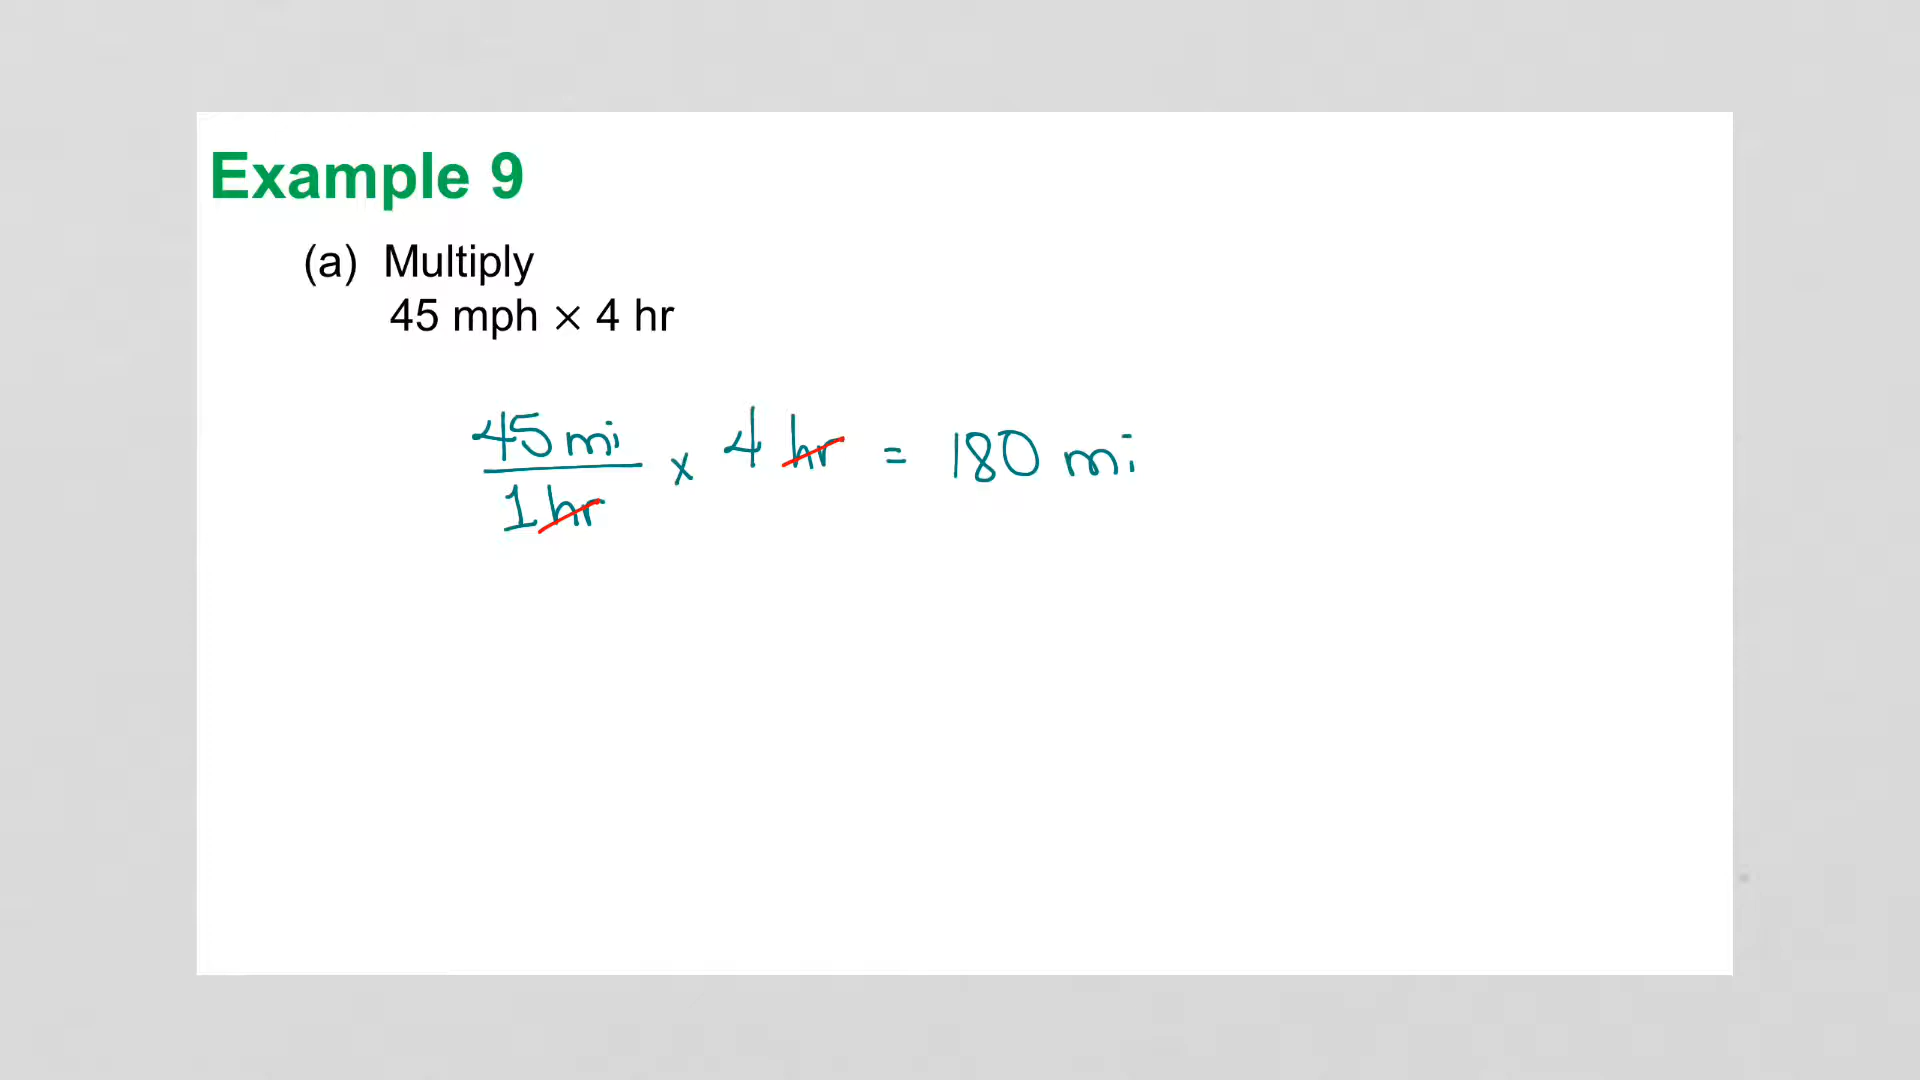 Example 9
(a) Multiply
45 mph × 4 hr
45 mi / 1 hr × 4 hr = 180 mi